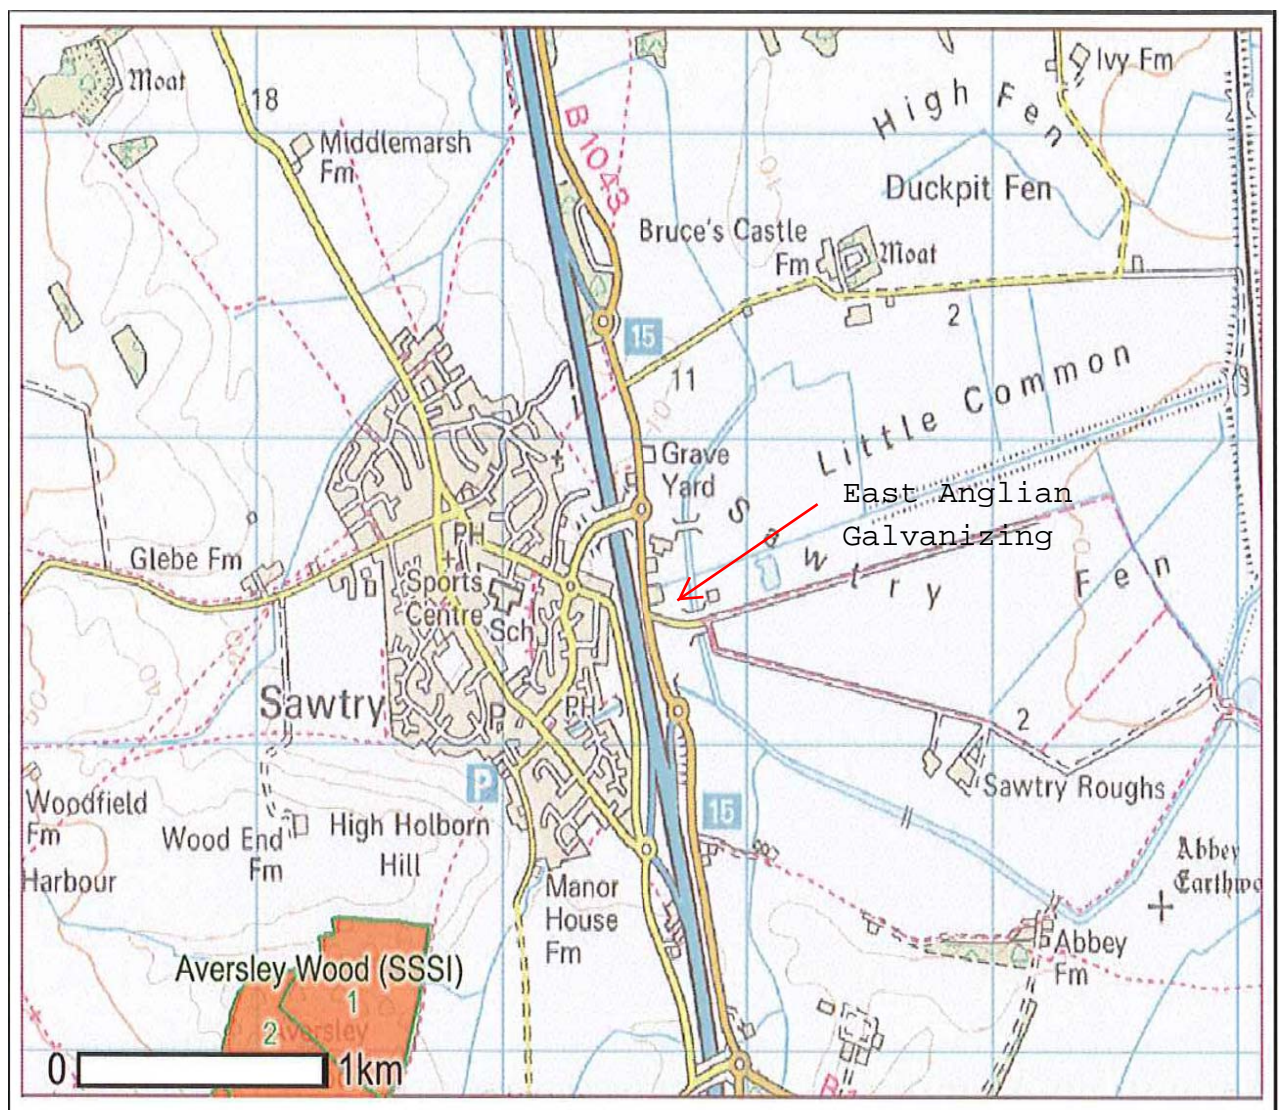 Ivy Fm
Moat
18
High Fen
B1043
Middlemarsh
Fm
Duckpit Fen
Bruce's Castle
Fm
Moat
2
15
11
Little Common
Grave
Yard
East Anglian
Galvanizing
Sawtry Fen
PH
Glebe Fm
Sports
Centre
Sch
Sawtry
P
PH
2
P
Sawtry Roughs
15
Woodfield
Fm
Wood End
Fm
High Holborn
Hill
Harbour
Manor
House
Fm
Abbey
Earthwo
Abbey
Fm
Aversley Wood (SSSI)
1
2
Aversley
0
1km